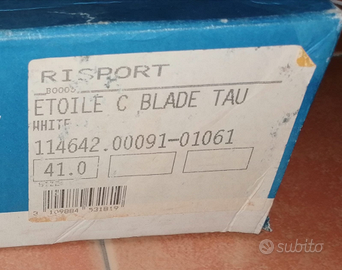 RISPORT
ETOILE C BLADE TAU
WHITE
114642.00091-01061
41.0
subito